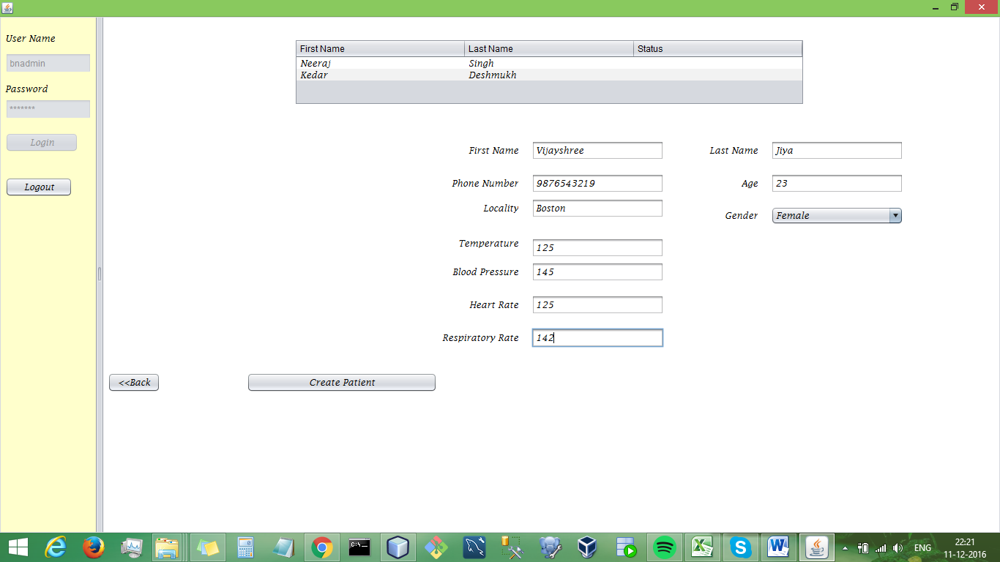 User Name
bnadmin
Password
*******
Login
Logout
First Name Last Name Status
Neeraj Singh
Kedar Deshmukh
First Name Vijayshree Last Name Jiya
Phone Number 9876543219 Age 23
Locality Boston Gender Female
Temperature 125
Blood Pressure 145
Heart Rate 125
Respiratory Rate 142
<<Back Create Patient
ENG 22:21
11-12-2016